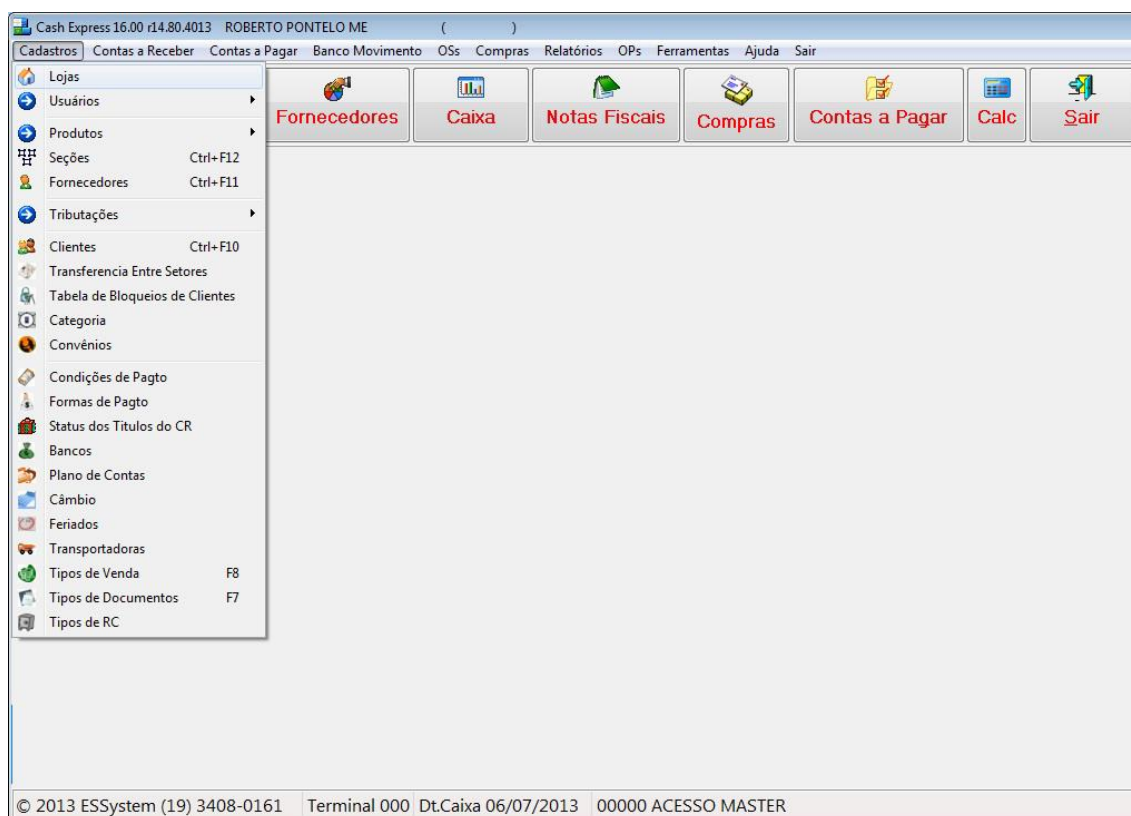 Cash Express 16.00 r14.80.4013 ROBERTO PONTELO ME ( )
Cadastros Contas a Receber Contas a Pagar Banco Movimento OSs Compras Relatórios OPs Ferramentas Ajuda Sair
Fornecedores Caixa Notas Fiscais Compras Contas a Pagar Calc Sair
Lojas
Usuários
Produtos
Seções Ctrl+F12
Fornecedores Ctrl+F11
Tributações
Clientes Ctrl+F10
Transferencia Entre Setores
Tabela de Bloqueios de Clientes
Categoria
Convênios
Condições de Pagto
Formas de Pagto
Status dos Titulos do CR
Bancos
Plano de Contas
Câmbio
Feriados
Transportadoras
Tipos de Venda F8
Tipos de Documentos F7
Tipos de RC
© 2013 ESSystem (19) 3408-0161 Terminal 000 Dt.Caixa 06/07/2013 00000 ACESSO MASTER